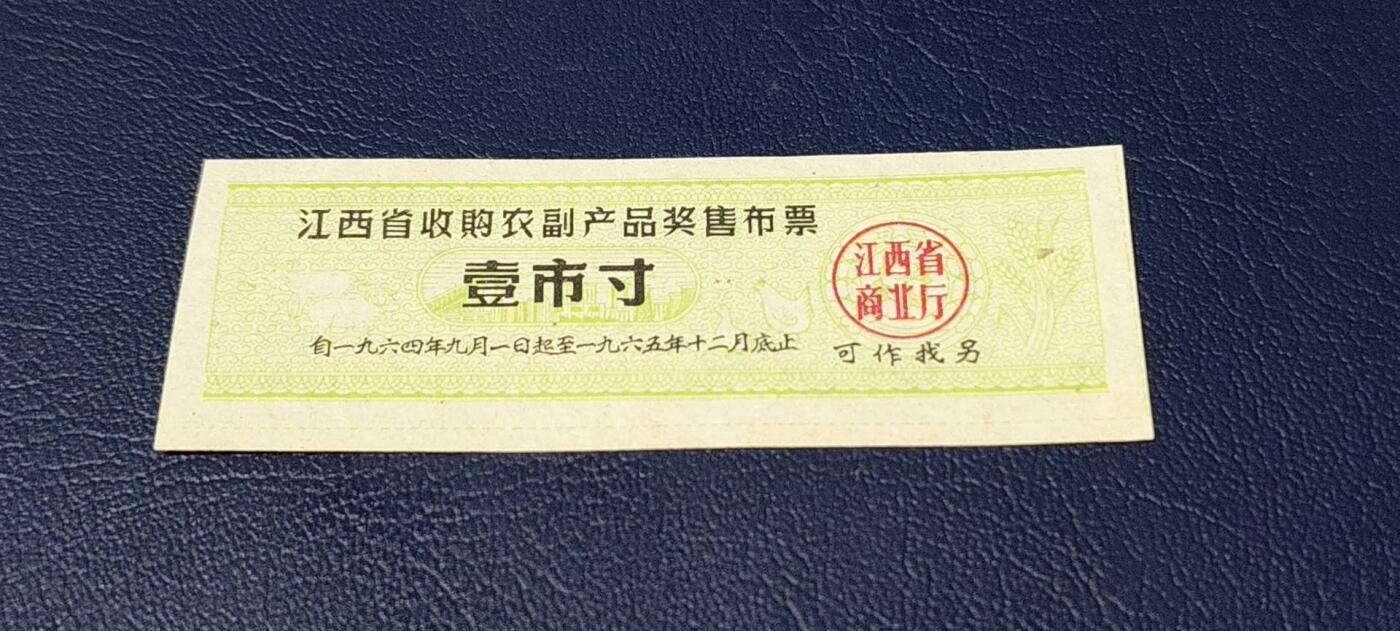 江西省收购农副产品奖售布票
壹市寸
江西省
商业厅
自一九六四年九月一日起至一九六五年十二月底止
可作找另